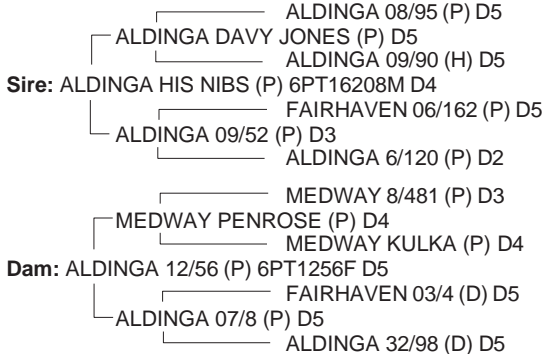 ALDINGA 08/95 (P) D5
ALDINGA DAVY JONES (P) D5
ALDINGA 09/90 (H) D5
Sire: ALDINGA HIS NIBS (P) 6PT16208M D4
FAIRHAVEN 06/162 (P) D5
ALDINGA 09/52 (P) D3
ALDINGA 6/120 (P) D2
MEDWAY 8/481 (P) D3
MEDWAY PENROSE (P) D4
MEDWAY KULKA (P) D4
Dam: ALDINGA 12/56 (P) 6PT1256F D5
FAIRHAVEN 03/4 (D) D5
ALDINGA 07/8 (P) D5
ALDINGA 32/98 (D) D5